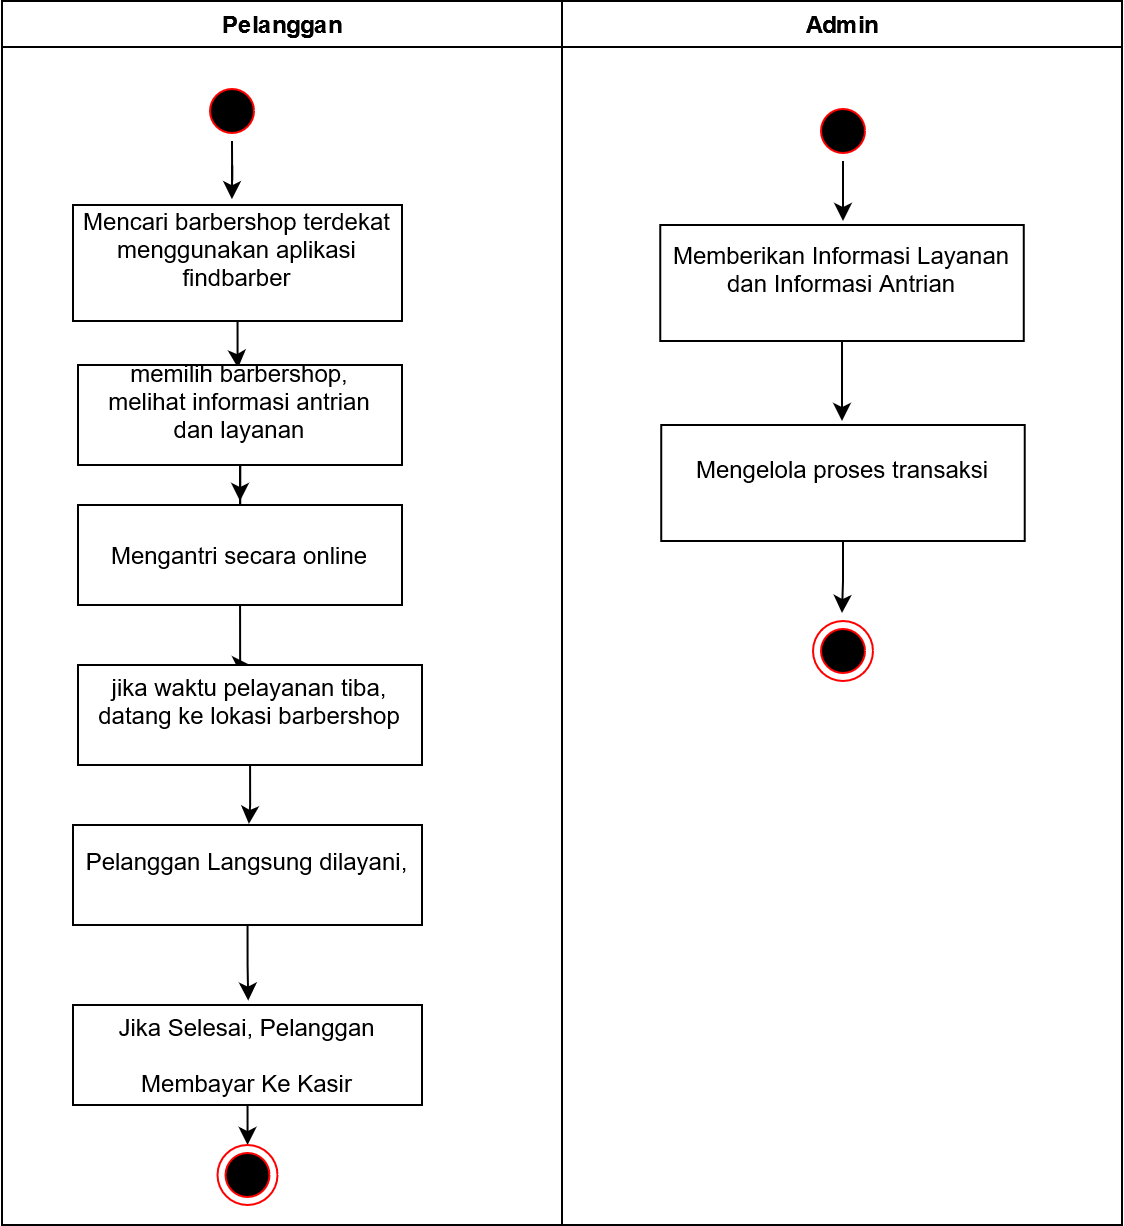 Pelanggan
Admin
Mencari barbershop terdekat
menggunakan aplikasi
findbarber
memilih barbershop,
melihat informasi antrian
dan layanan
Mengantri secara online
jika waktu pelayanan tiba,
datang ke lokasi barbershop
Pelanggan Langsung dilayani,
Jika Selesai, Pelanggan
Membayar Ke Kasir
Memberikan Informasi Layanan
dan Informasi Antrian
Mengelola proses transaksi